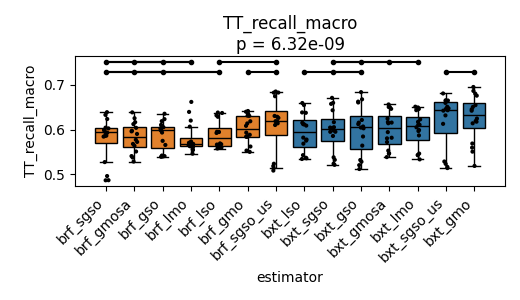 TT_recall_macro
p = 6.32e-09
TT_recall_macro
0.7
0.6
0.5
brf_sgso
brf_gmosa
brf_gso
brf_lmo
brf_lso
brf_gmo
brf_sgso_us
bxt_lso
bxt_sgso
bxt_gso
bxt_gmosa
bxt_lmo
bxt_sgso_us
bxt_gmo
estimator